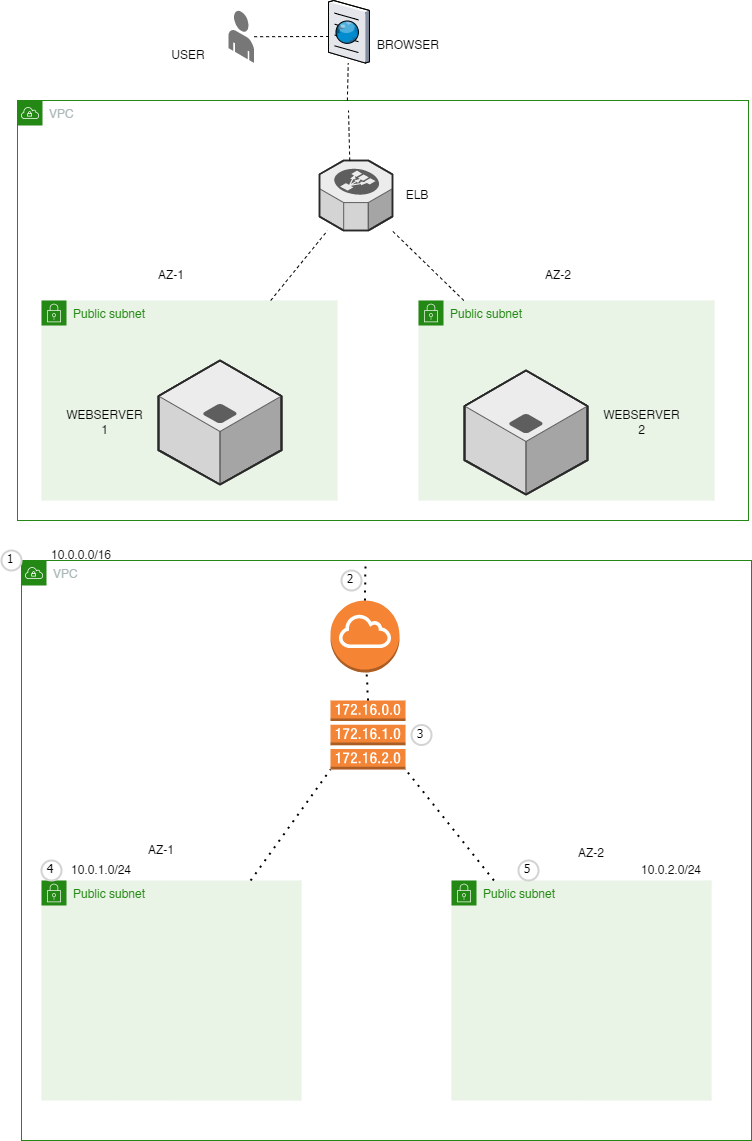 USER
BROWSER
VPC
ELB
AZ-1
AZ-2
Public subnet
Public subnet
WEBSERVER
1
WEBSERVER
2
1
10.0.0.0/16
VPC
2
172.16.0.0
172.16.1.0
3
172.16.2.0
AZ-1
AZ-2
4
10.0.1.0/24
5
10.0.2.0/24
Public subnet
Public subnet